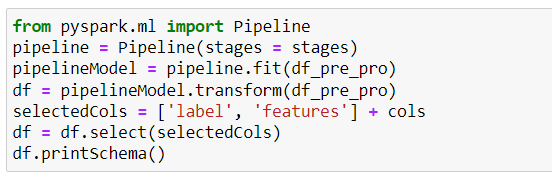 from pyspark.ml import Pipeline
pipeline = Pipeline(stages = stages)
pipelineModel = pipeline.fit(df_pre_pro)
df = pipelineModel.transform(df_pre_pro)
selectedCols = ['label', 'features'] + cols
df = df.select(selectedCols)
df.printSchema()